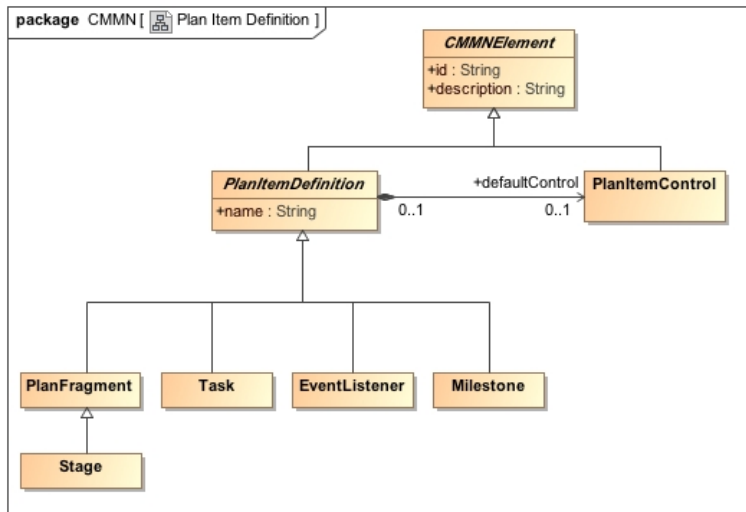 package CMMN [ Plan Item Definition ]
CMMNElement
+id : String
+description : String
PlanItemDefinition
+name : String
+defaultControl
0..1
0..1
PlanItemControl
PlanFragment
Task
EventListener
Milestone
Stage